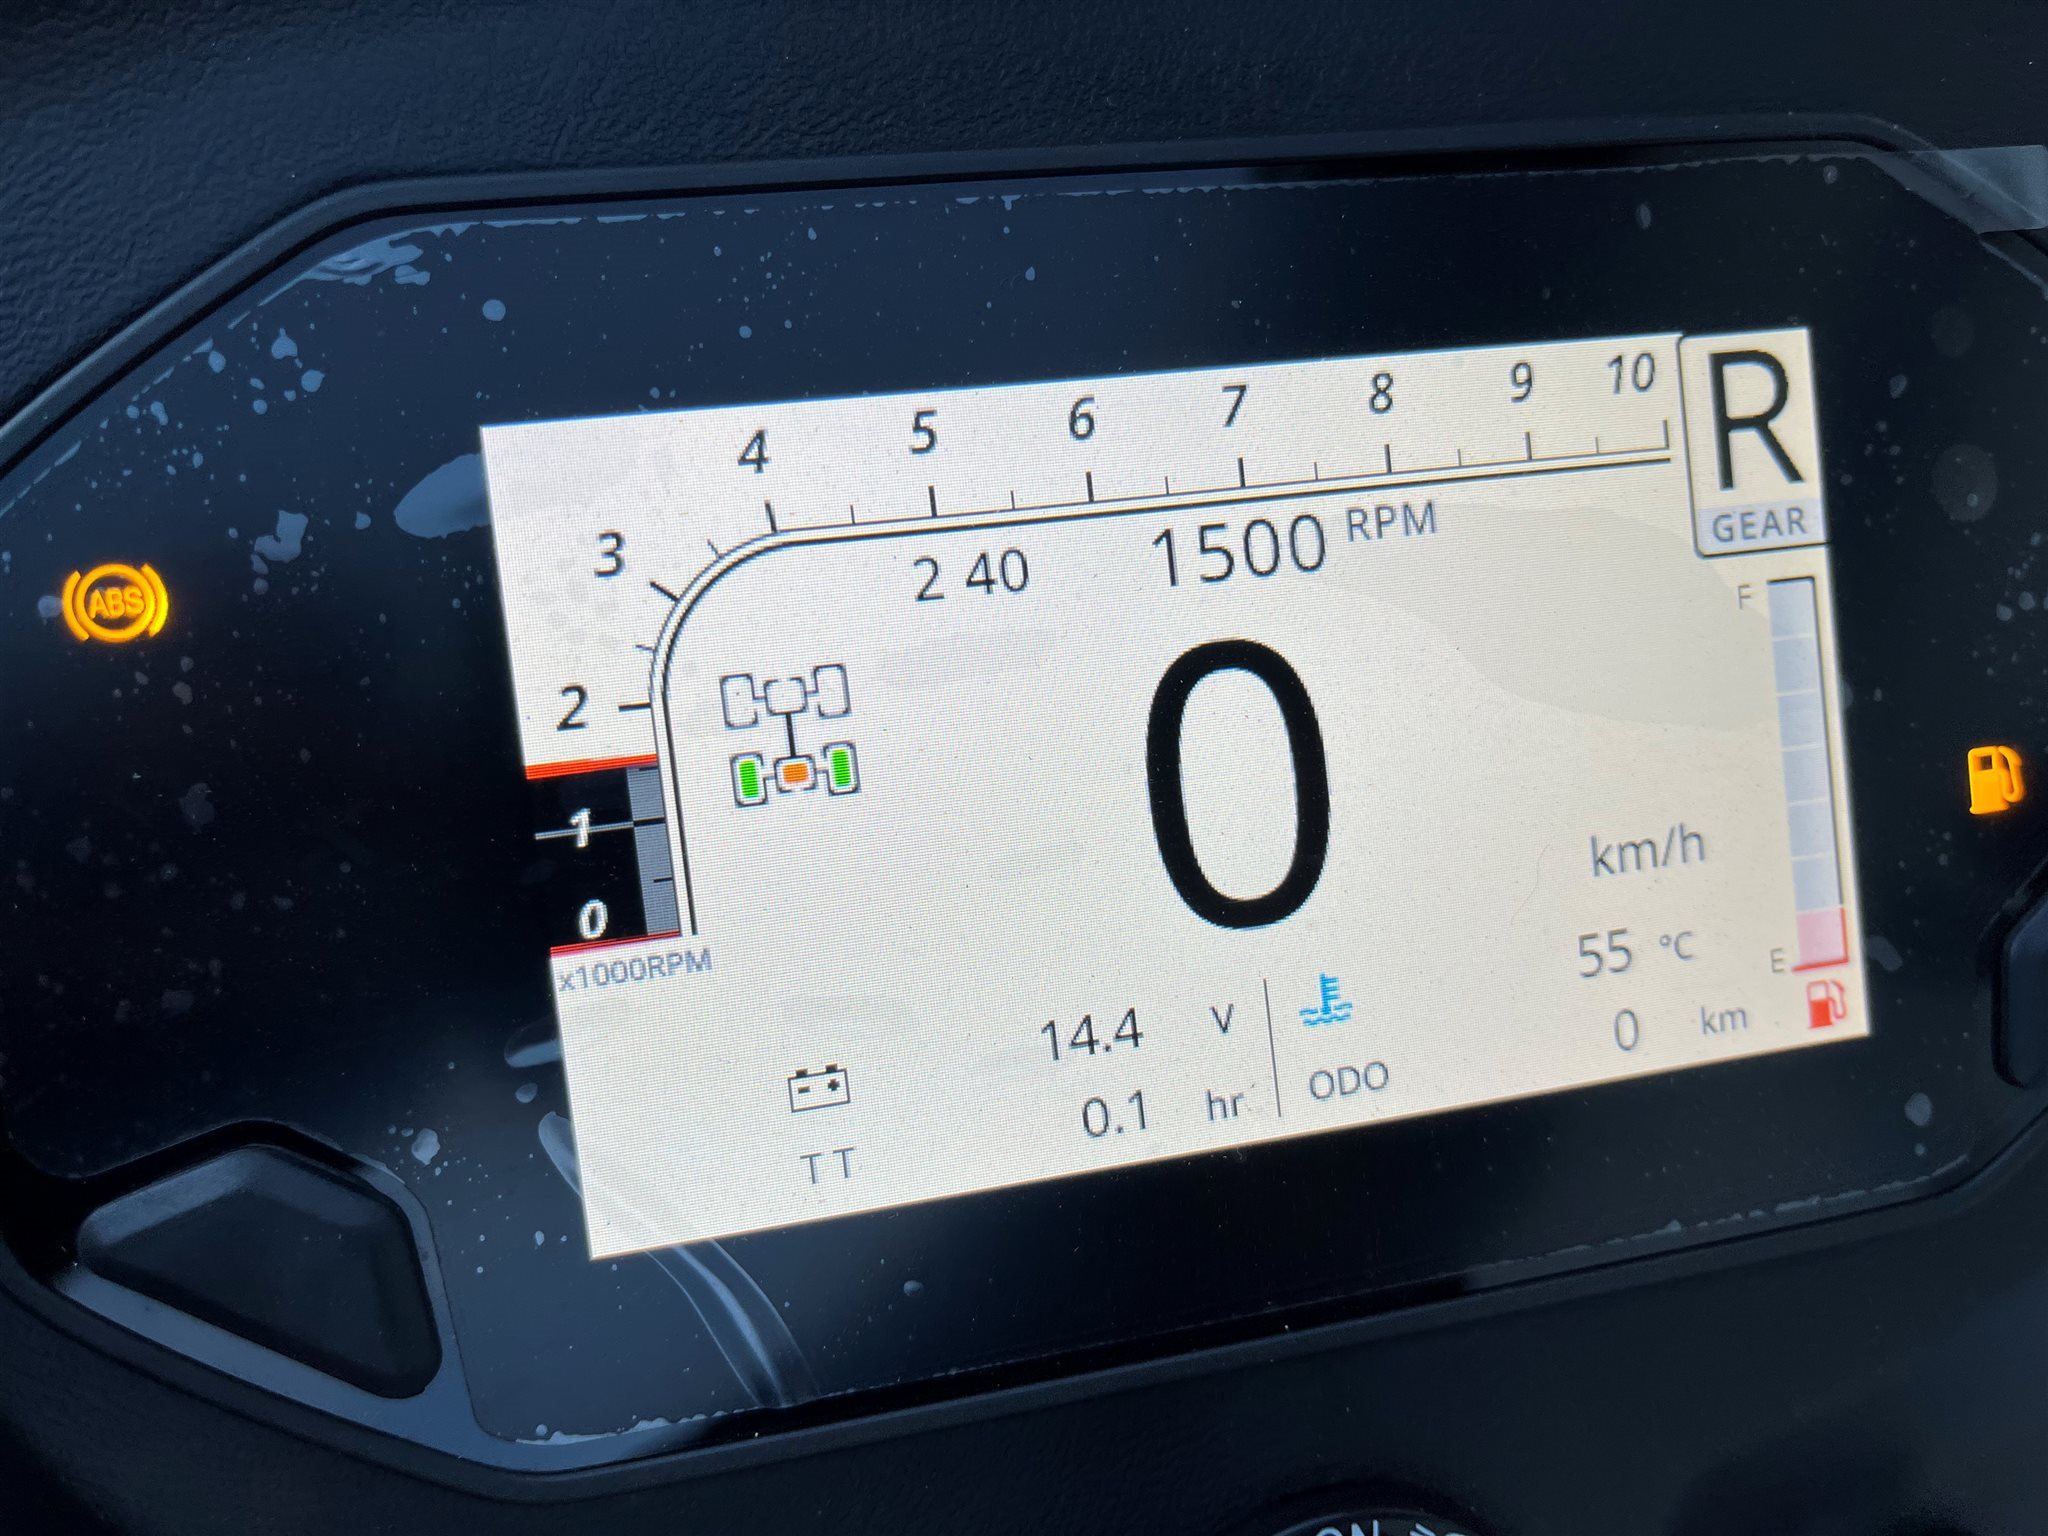 4 5 6 7 8 9 10
R
GEAR
3
2 40
1500 RPM
F
ABS
2
0
1
km/h
0
x1000RPM
55 °C
E
14.4 V
0 km
0.1 hr
ODO
TT
ON